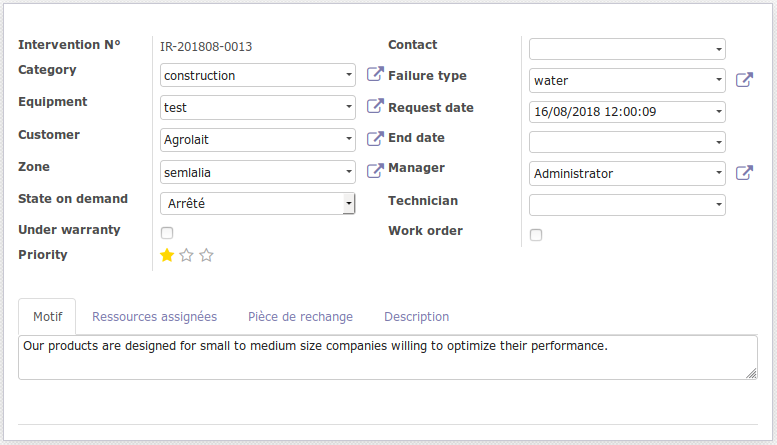 Intervention N° IR-201808-0013
Category construction
Equipment test
Customer Agrolait
Zone semlalia
State on demand Arrêté
Under warranty
Priority
Contact
Failure type water
Request date 16/08/2018 12:00:09
End date
Manager Administrator
Technician
Work order
Motif Ressources assignées Pièce de rechange Description
Our products are designed for small to medium size companies willing to optimize their performance.